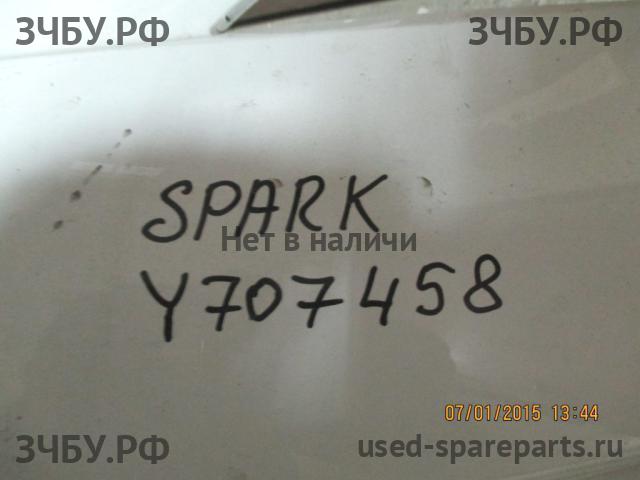 ЗЧБУ.РФ ЗЧБУ.РФ
SPARK
Нет в наличи
Y707458
07/01/2015 13:44
ЗЧБУ.РФ used-spareparts.ru